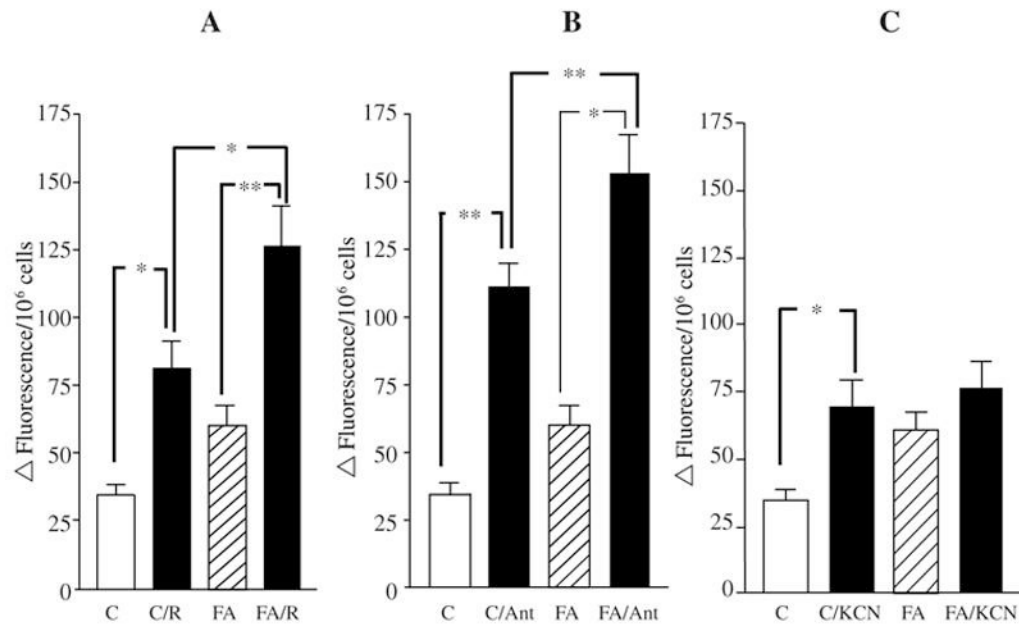 A
△ Fluorescence/10⁶ cells
175
150
125
100
75
50
25
0
*
*
**
C
C/R
FA
FA/R
B
△ Fluorescence/10⁶ cells
175
150
125
100
75
50
25
0
**
*
**
C
C/Ant
FA
FA/Ant
C
△ Fluorescence/10⁶ cells
175
150
125
100
75
50
25
0
*
C
C/KCN
FA
FA/KCN